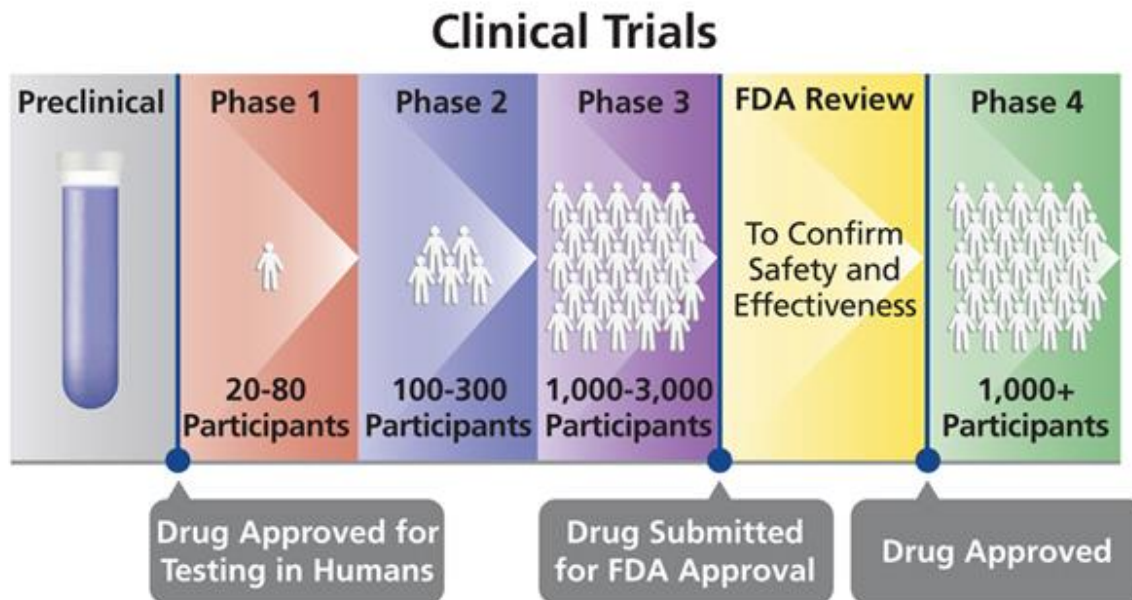 Clinical Trials
Preclinical
Phase 1
Phase 2
Phase 3
FDA Review
Phase 4
To Confirm
Safety and
Effectiveness
20-80
Participants
100-300
Participants
1,000-3,000
Participants
1,000+
Participants
Drug Approved for
Testing in Humans
Drug Submitted
for FDA Approval
Drug Approved